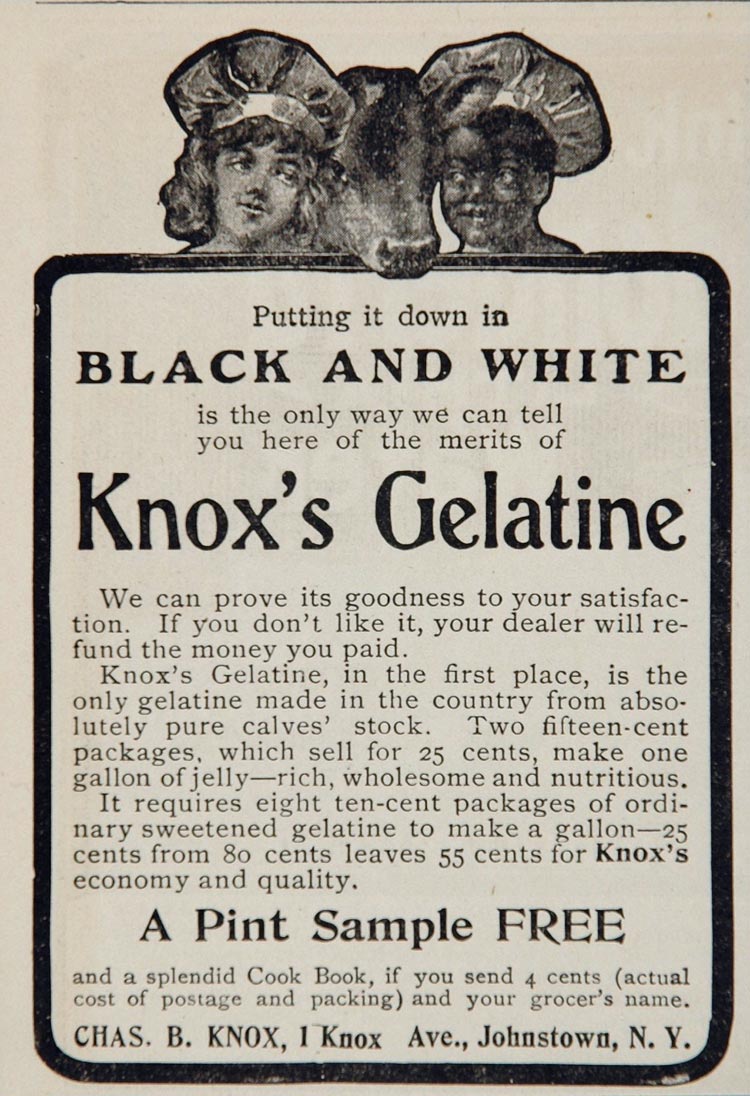 Putting it down in
BLACK AND WHITE
is the only way we can tell
you here of the merits of
Knox's Gelatine
We can prove its goodness to your satisfac-
tion. If you don't like it, your dealer will re-
fund the money you paid.
Knox's Gelatine, in the first place, is the
only gelatine made in the country from abso-
lutely pure calves' stock. Two fifteen-cent
packages, which sell for 25 cents, make one
gallon of jelly—rich, wholesome and nutritious.
It requires eight ten-cent packages of ordi-
nary sweetened gelatine to make a gallon—25
cents from 80 cents leaves 55 cents for Knox's
economy and quality.
A Pint Sample FREE
and a splendid Cook Book, if you send 4 cents (actual
cost of postage and packing) and your grocer's name.
CHAS. B. KNOX, 1 Knox Ave., Johnstown, N. Y.